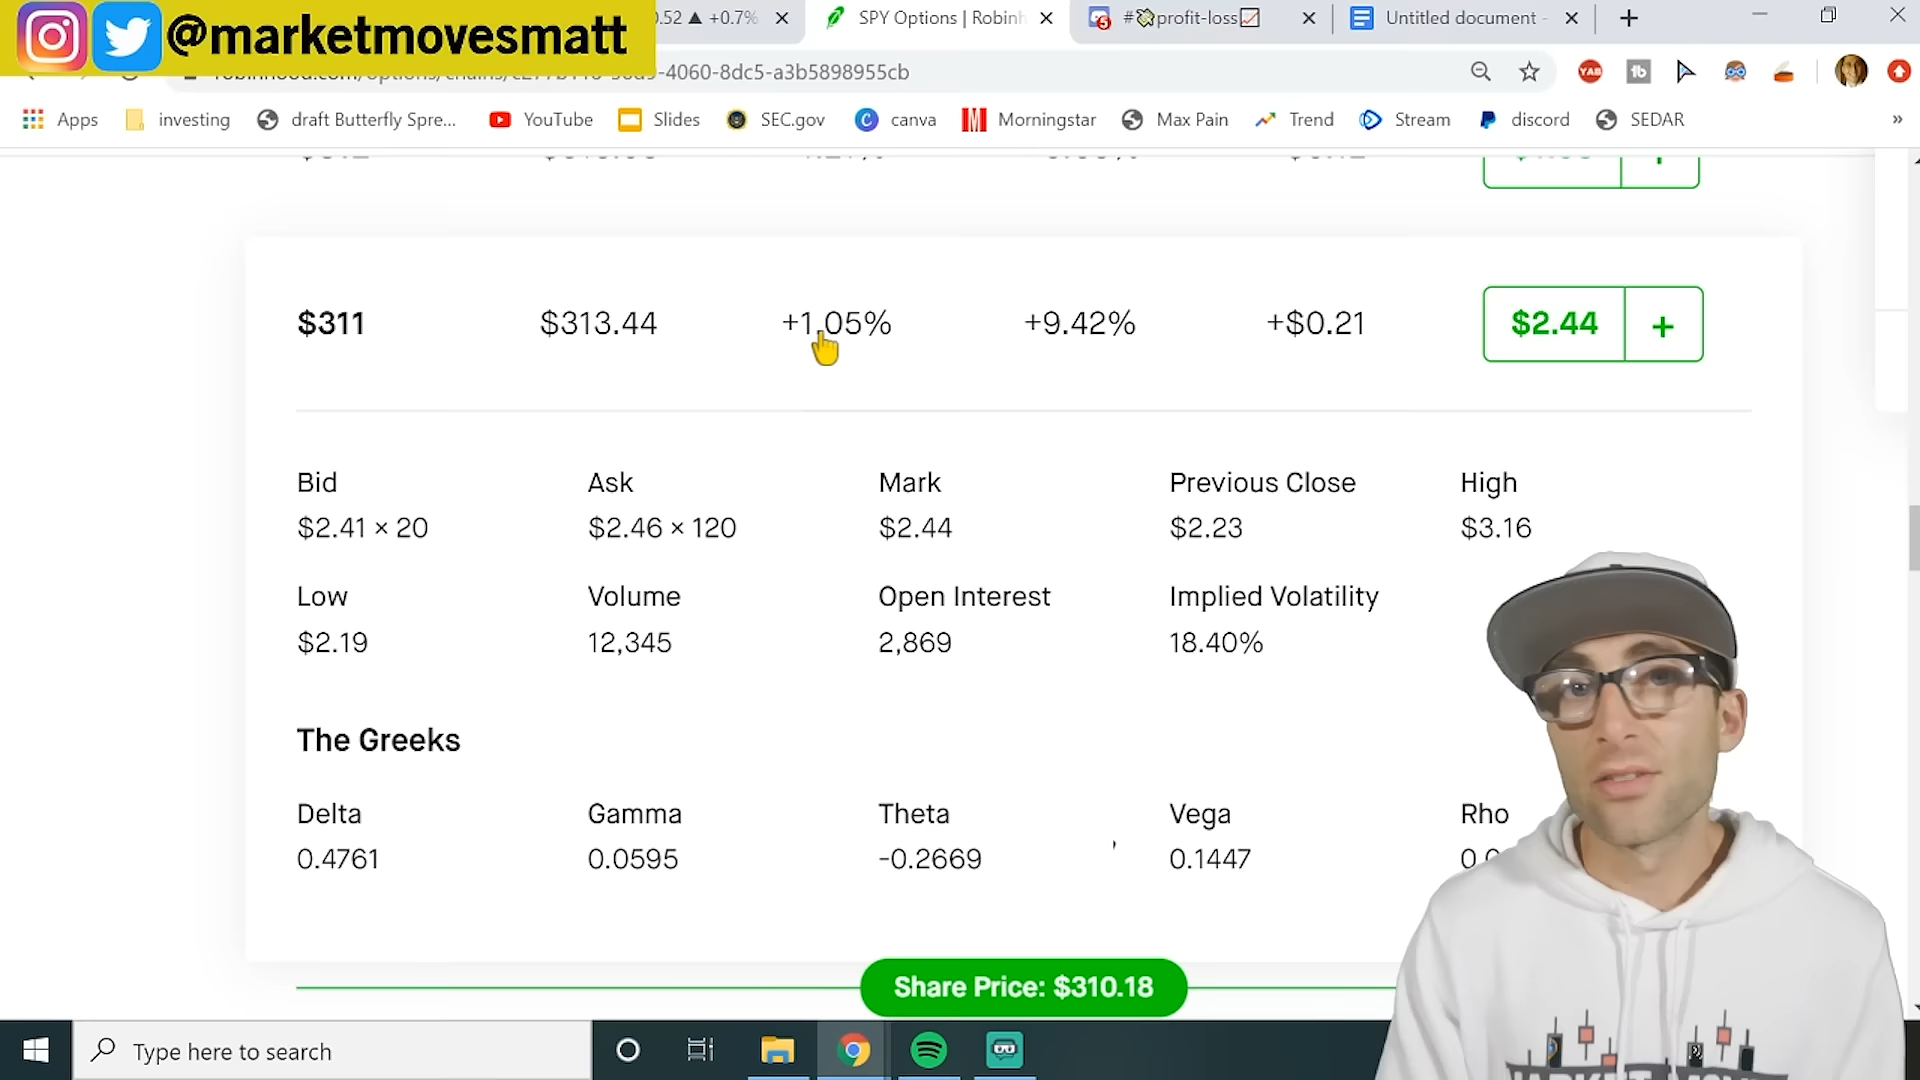 @marketmovesmatt
0.52 ▲ +0.7%
SPY Options | Robinh
# profit-loss
Untitled document -
4060-8dc5-a3b5898955cb
Apps
investing
draft Butterfly Spre...
YouTube
Slides
SEC.gov
canva
Morningstar
Max Pain
Trend
Stream
discord
SEDAR
»
$311
$313.44
+1.05%
+9.42%
+$0.21
$2.44
+
Bid
Ask
Mark
Previous Close
High
$2.41 × 20
$2.46 × 120
$2.44
$2.23
$3.16
Low
Volume
Open Interest
Implied Volatility
$2.19
12,345
2,869
18.40%
The Greeks
Delta
Gamma
Theta
Vega
Rho
0.4761
0.0595
-0.2669
0.1447
Share Price: $310.18
Type here to search